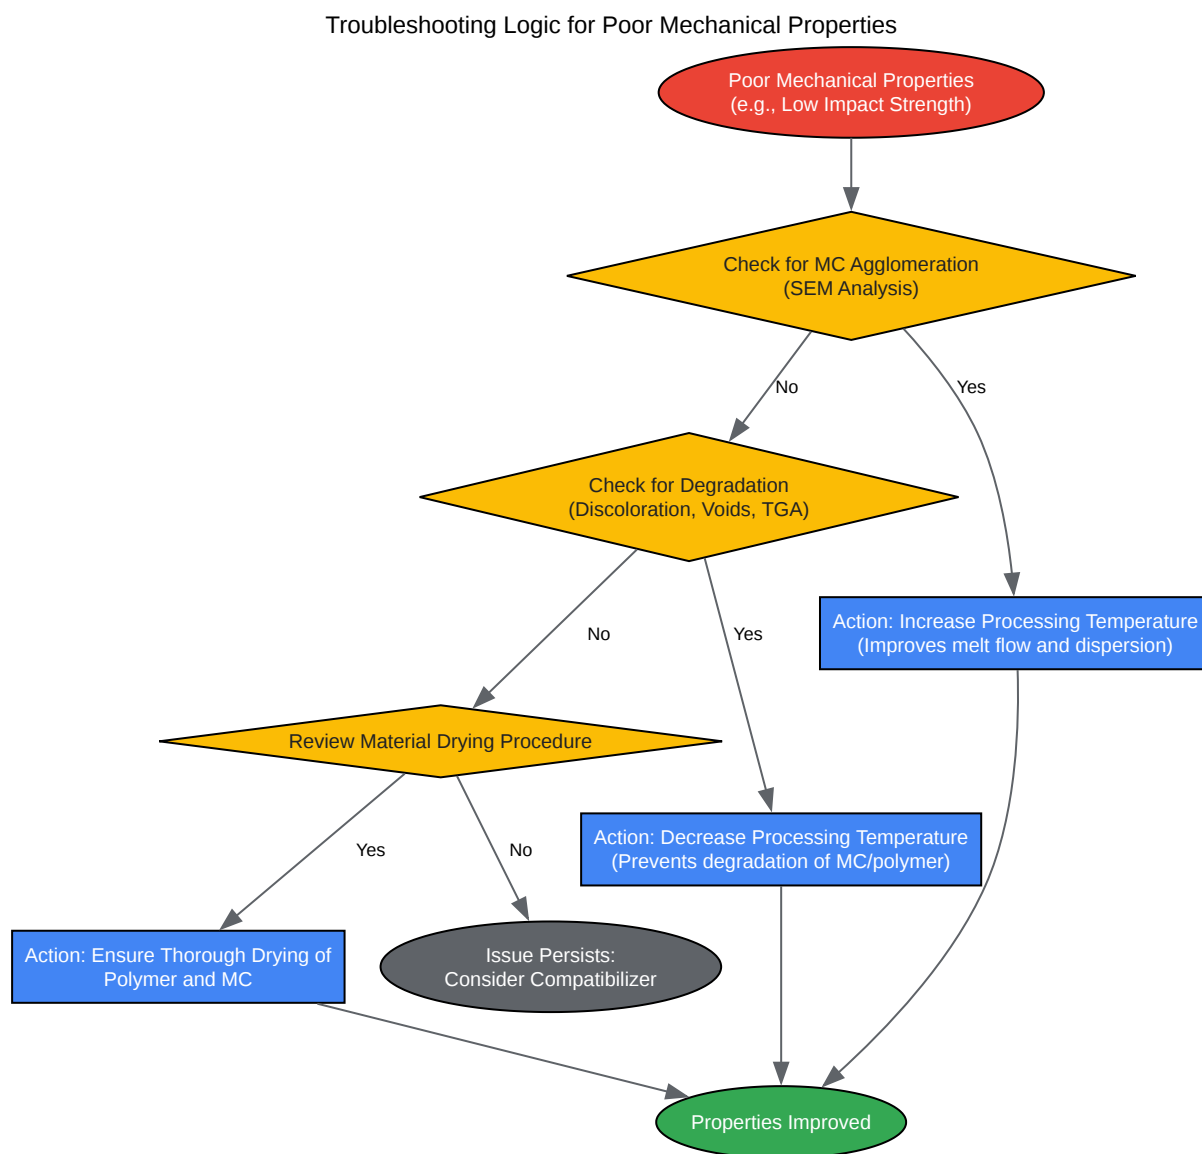 Troubleshooting Logic for Poor Mechanical Properties
Poor Mechanical Properties
(e.g., Low Impact Strength)
Check for MC Agglomeration
(SEM Analysis)
No
Yes
Check for Degradation
(Discoloration, Voids, TGA)
Action: Increase Processing Temperature
(Improves melt flow and dispersion)
No
Yes
Review Material Drying Procedure
Action: Decrease Processing Temperature
(Prevents degradation of MC/polymer)
Yes
No
Action: Ensure Thorough Drying of
Polymer and MC
Issue Persists:
Consider Compatibilizer
Properties Improved